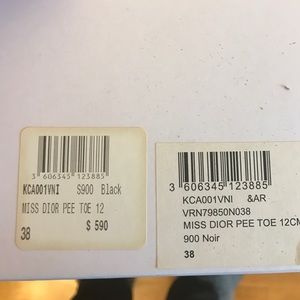 3 606345 123885
KCA001VNI S900 Black
MISS DIOR PEE TOE 12
$ 590
38
3 606345 123885
KCA001VNI &AR
VRN79850N038
MISS DIOR PEE TOE 12CM
900 Noir
38